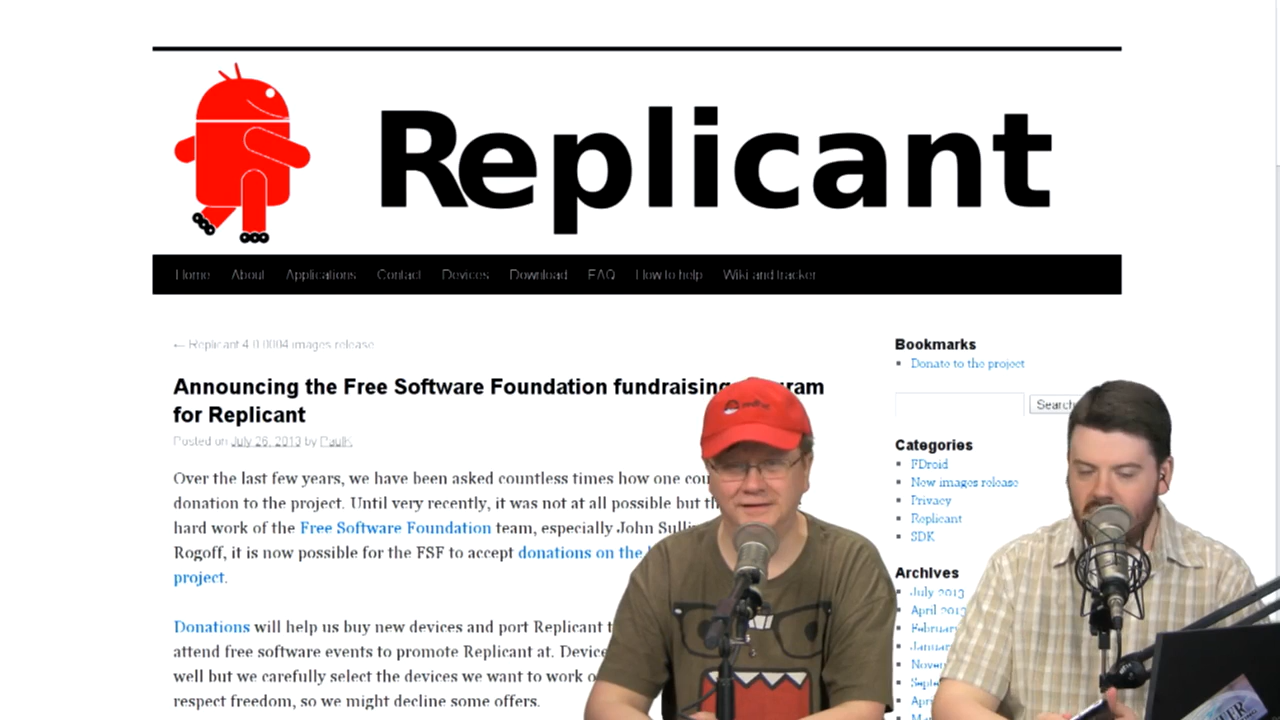 Replicant
Home About Applications Contact Devices Download FAQ How to help Wiki and tracker
← Replicant 4.0 0004 images release
Announcing the Free Software Foundation fundraising
for Replicant
Posted on July 26, 2013 by PaulK
Over the last few years, we have been asked countless times how one
donation to the project. Until very recently, it was not at all possible but
hard work of the Free Software Foundation team, especially John
Rogoff, it is now possible for the FSF to accept donations on the
project.
Donations will help us buy new devices and port Replicant
attend free software events to promote Replicant at.
well but we carefully select the devices we want to work
respect freedom, so we might decline some offers.
Bookmarks
Donate to the project
Search
Categories
FDroid
New images release
Privacy
Replicant
SDK
Archives
July 2013
April 2013